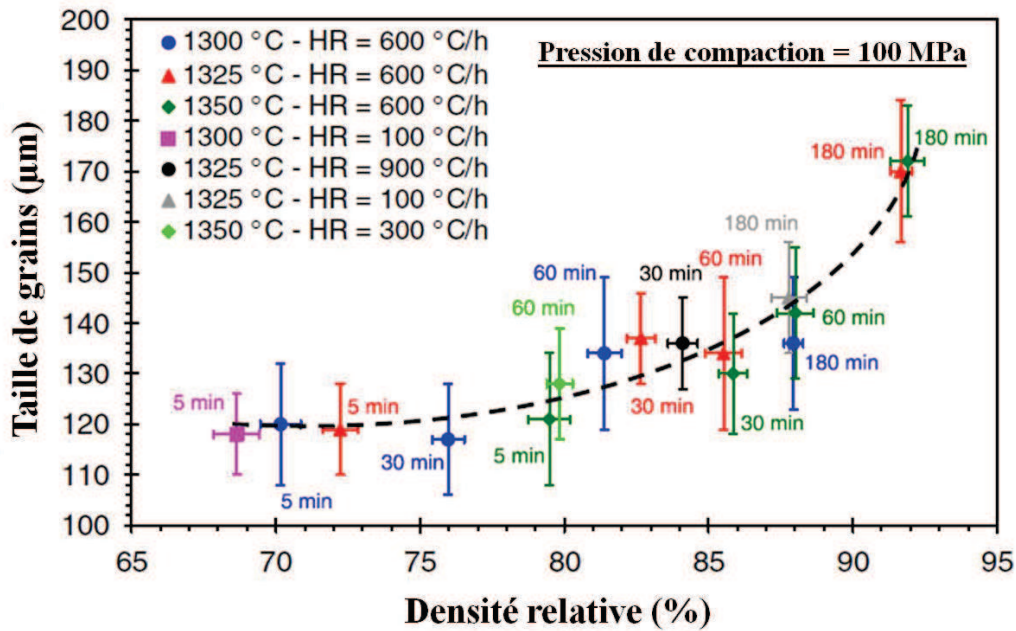 200
190
180
170
160
150
140
130
120
110
100
Taille de grains (µm)
1300 °C - HR = 600 °C/h
1325 °C - HR = 600 °C/h
1350 °C - HR = 600 °C/h
1300 °C - HR = 100 °C/h
1325 °C - HR = 900 °C/h
1325 °C - HR = 100 °C/h
1350 °C - HR = 300 °C/h
Pression de compaction = 100 MPa
180 min
180 min
180 min
60 min
30 min
60 min
60 min
60 min
180 min
5 min
5 min
30 min
30 min
30 min
5 min
5 min
65
70
75
80
85
90
95
Densité relative (%)